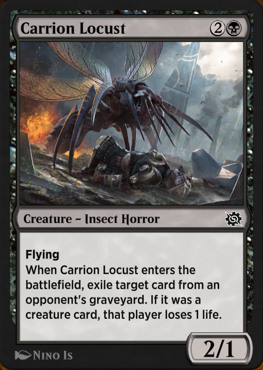 Carrion Locust 2
Creature – Insect Horror
Flying
When Carrion Locust enters the
battlefield, exile target card from an
opponent's graveyard. If it was a
creature card, that player loses 1 life.
Nino Is
2/1